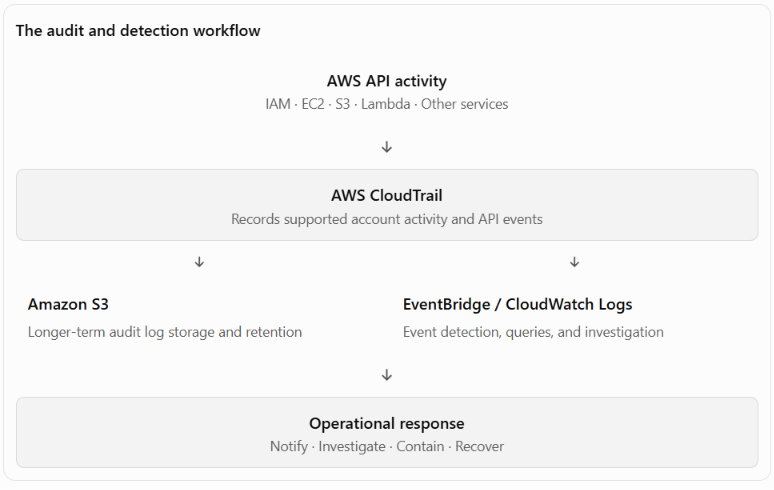 The audit and detection workflow
AWS API activity
IAM · EC2 · S3 · Lambda · Other services
↓
AWS CloudTrail
Records supported account activity and API events
↓ ↓
Amazon S3
Longer-term audit log storage and retention
EventBridge / CloudWatch Logs
Event detection, queries, and investigation
↓
Operational response
Notify · Investigate · Contain · Recover